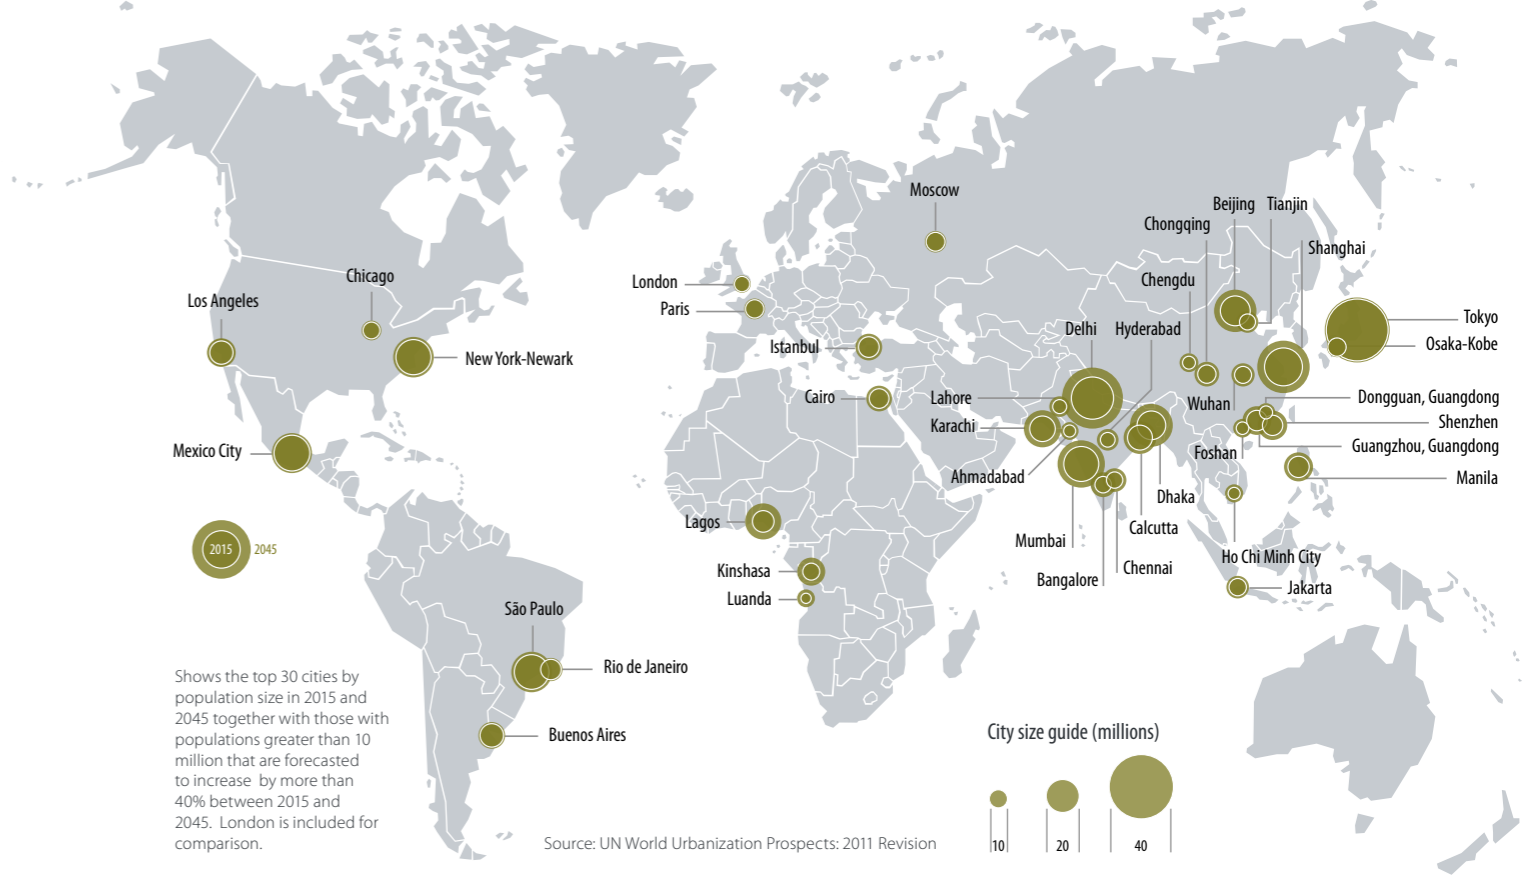 Moscow
Beijing
Tianjin
Chongqing
Shanghai
Chicago
London
Chengdu
Los Angeles
Paris
Tokyo
Delhi
Hyderabad
Osaka-Kobe
Istanbul
New York-Newark
Cairo
Lahore
Wuhan
Dongguan, Guangdong
Karachi
Shenzhen
Mexico City
Foshan
Guangzhou, Guangdong
Ahmadabad
Manila
Dhaka
Lagos
Calcutta
Mumbai
2015
2045
Ho Chi Minh City
Kinshasa
Chennai
Bangalore
Jakarta
Luanda
São Paulo
Rio de Janeiro
Buenos Aires
Shows the top 30 cities by
population size in 2015 and
2045 together with those with
populations greater than 10
million that are forecasted
to increase by more than
40% between 2015 and
2045. London is included for
comparison.
City size guide (millions)
10
20
40
Source: UN World Urbanization Prospects: 2011 Revision